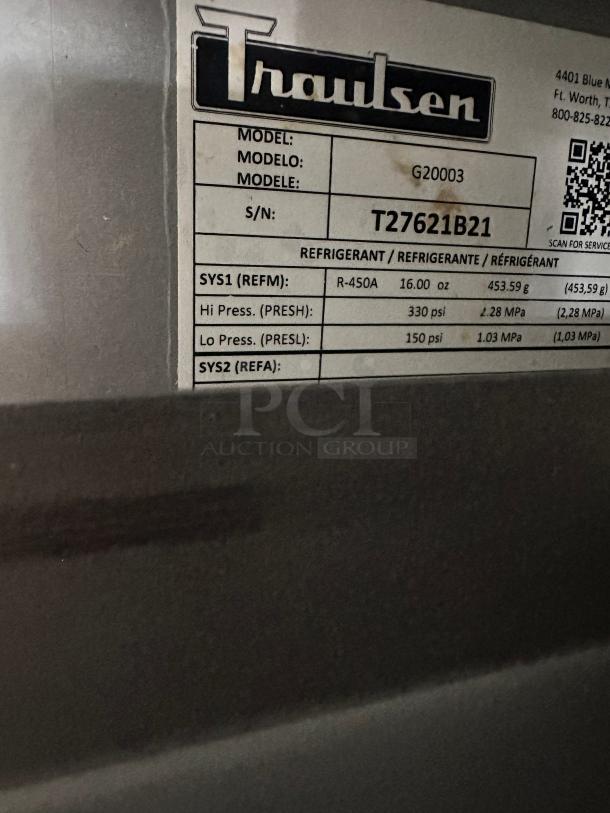 Traulsen
4401 Blue
Ft. Worth,
800-825-822
MODEL:
MODELO:
MODELE:
G20003
S/N:
T27621B21
SCAN FOR SERVICE
REFRIGERANT / REFRIGERANTE / RÉFRIGÉRANT
SYS1 (REFM): R-450A 16.00 oz 453.59 g (453,59 g)
Hi Press. (PRESH): 330 psi 2.28 MPa (2,28 MPa)
Lo Press. (PRESL): 150 psi 1.03 MPa (1,03 MPa)
SYS2 (REFA):
PCI
AUCTION GROUP